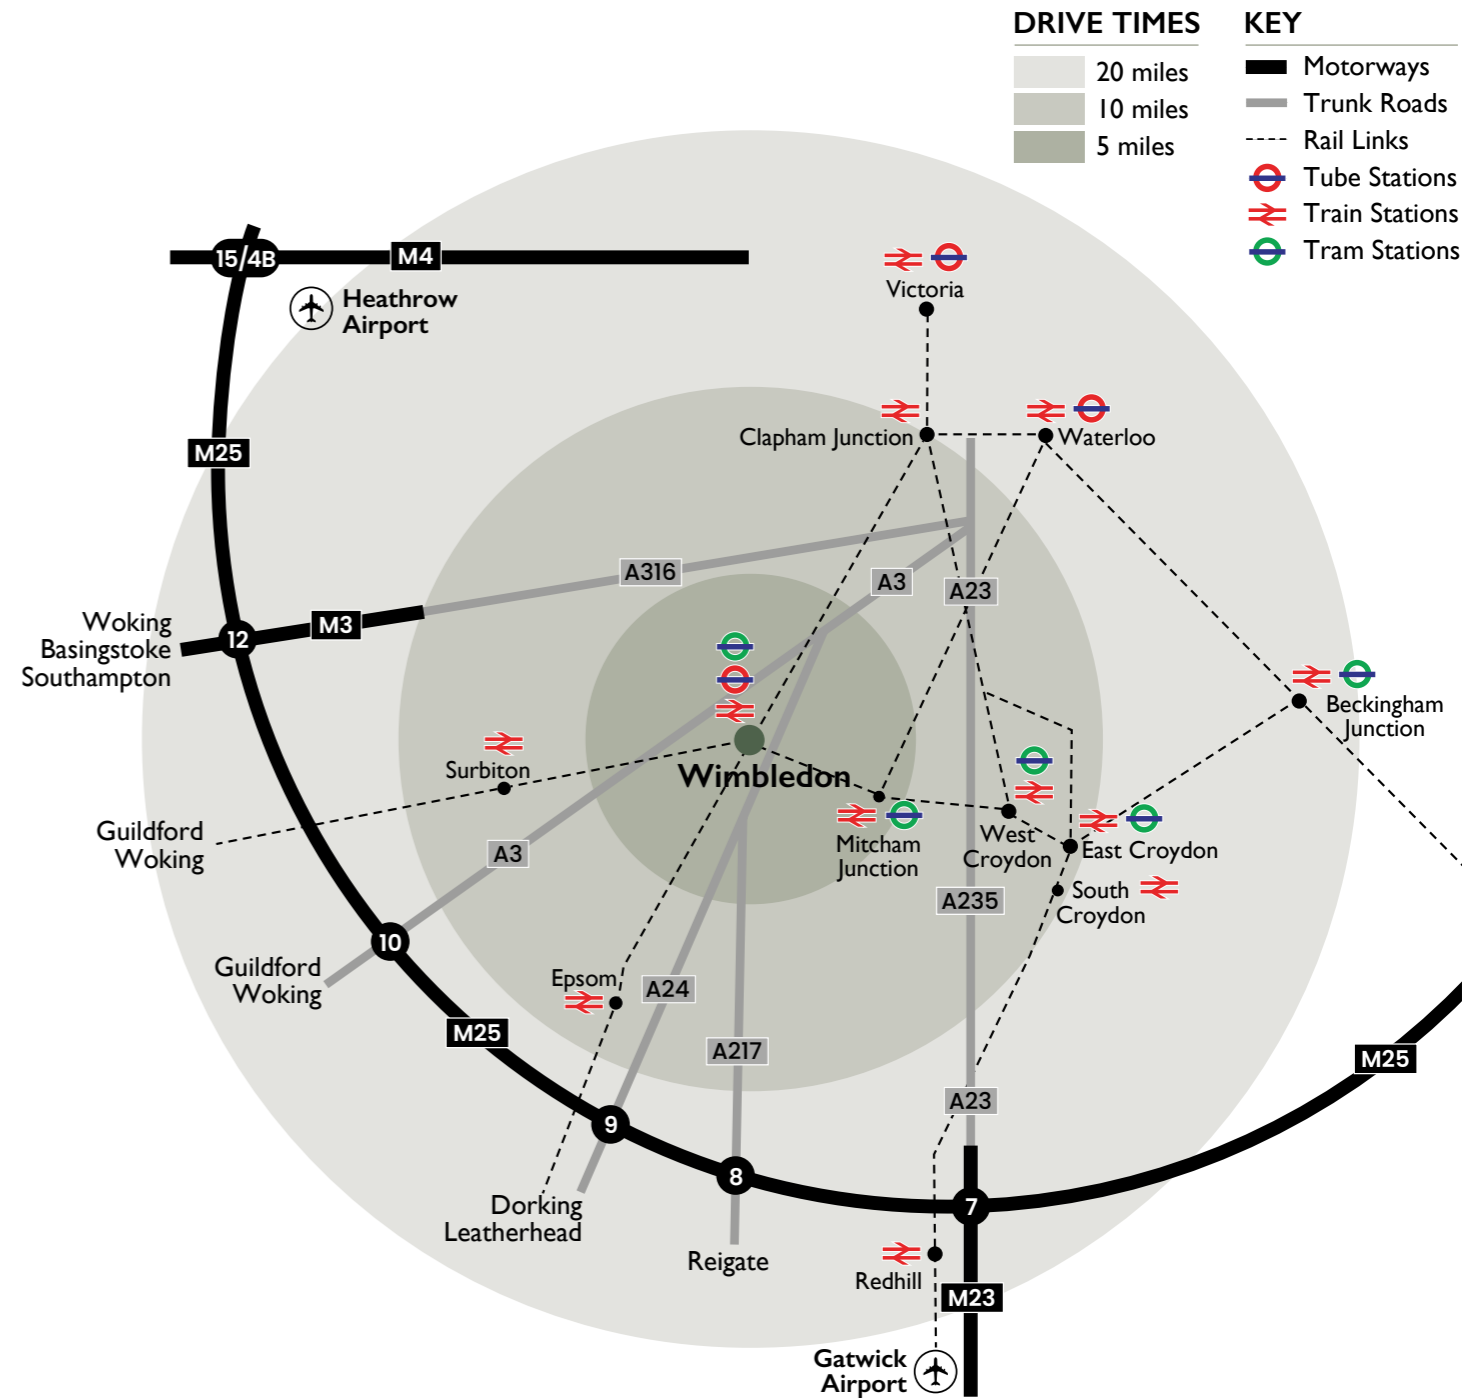 DRIVE TIMES
20 miles
10 miles
5 miles
KEY
Motorways
Trunk Roads
Rail Links
Tube Stations
Train Stations
Tram Stations
15/4B
M4
Heathrow
Airport
Victoria
M25
Clapham Junction
Waterloo
A316
A3
A23
M3
12
Woking
Basingstoke
Southampton
Beckingham
Junction
Surbiton
Wimbledon
Guildford
Woking
A3
Mitcham
Junction
West
Croydon
East Croydon
South
Croydon
A235
10
Guildford
Woking
Epsom
A24
M25
A217
M25
A23
9
8
7
Dorking
Leatherhead
Reigate
Redhill
M23
Gatwick
Airport